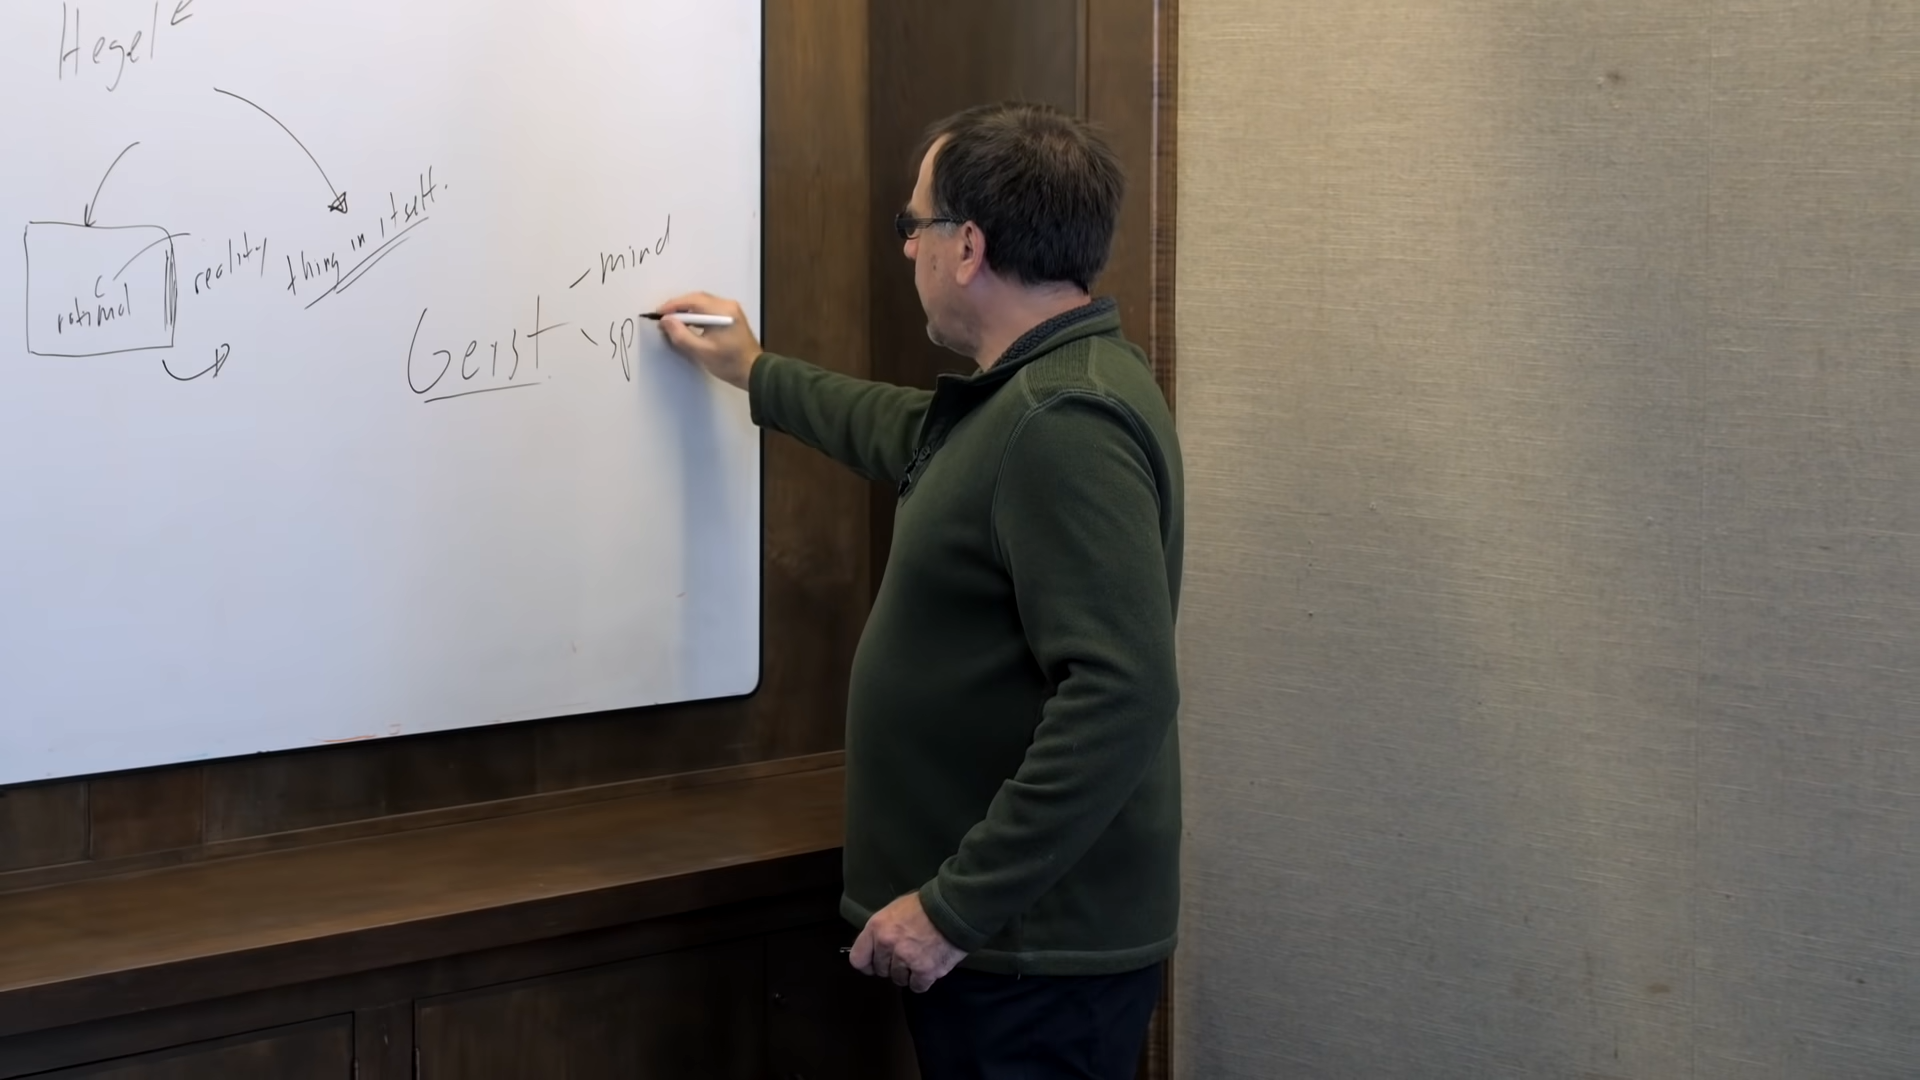 Hegel
thing in itself.
reality
rational
Geist
- mind
sp